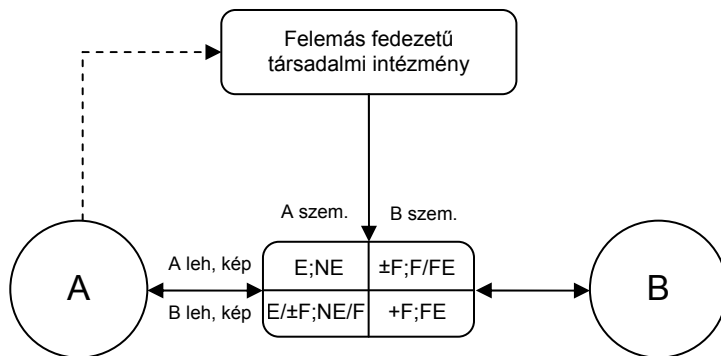 Felemás fedezetű
társadalmi intézmény
A szem. B szem.
A leh, kép
B leh, kép
A
E;NE ±F;F/FE
E/±F;NE/F +F;FE
B